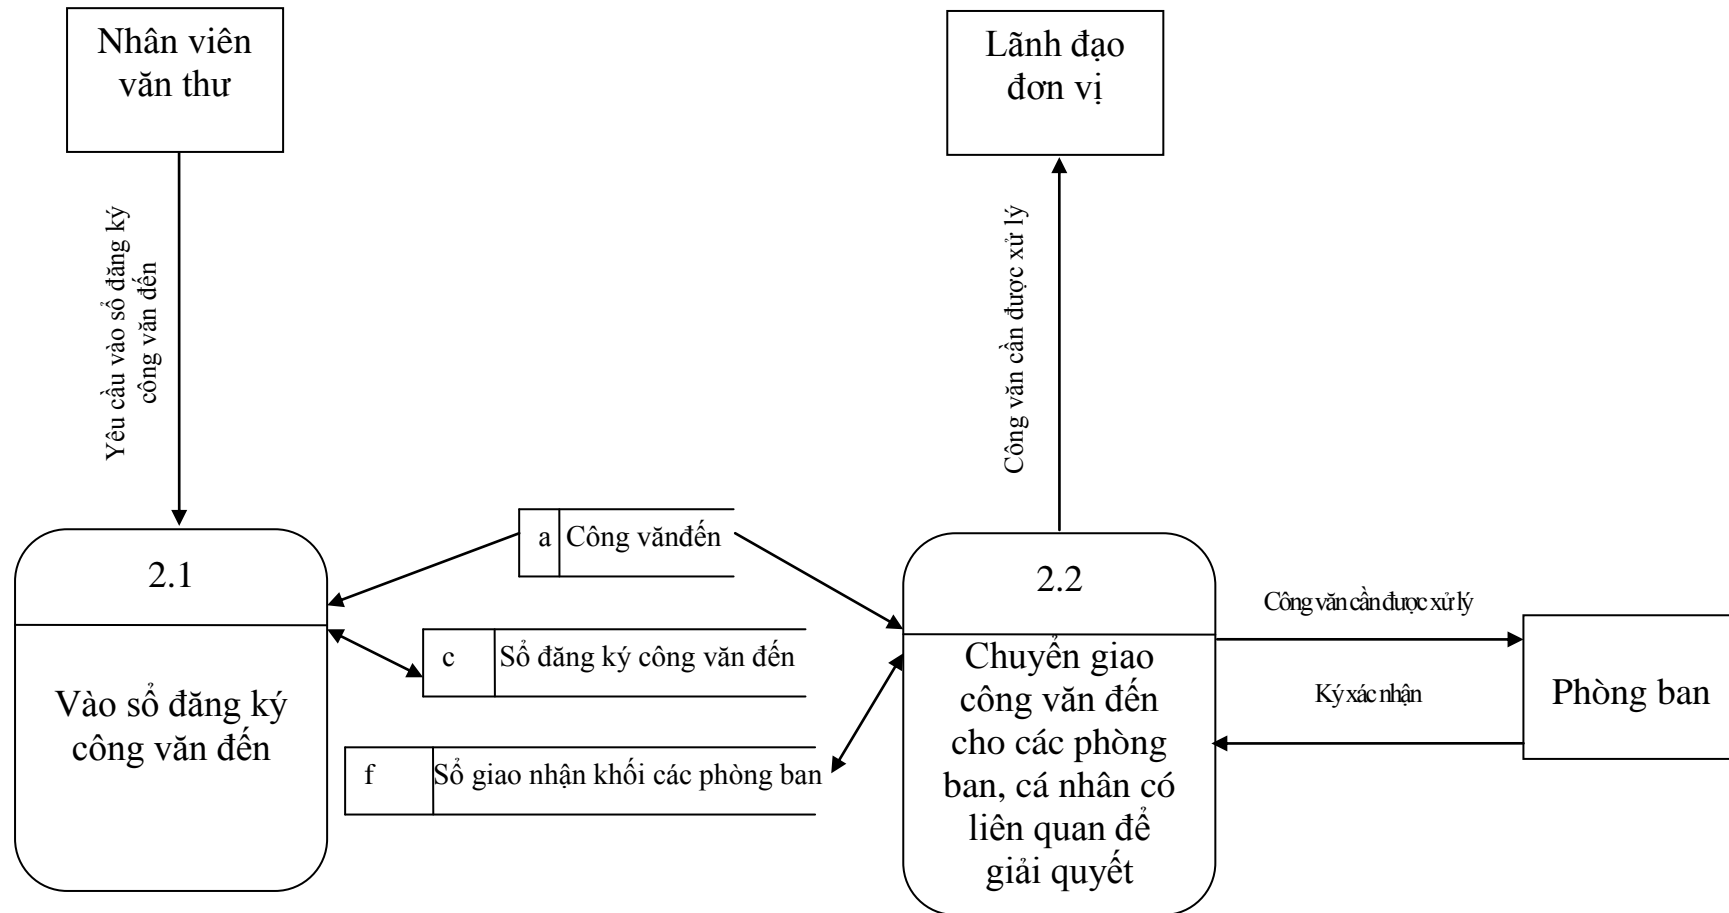 Nhân viên
văn thư
Lãnh đạo
đơn vị
Yêu cầu vào sổ đăng ký
công văn đến
Công văn cần được xử lý
2.1
Vào sổ đăng ký
công văn đến
a
Công vănđến
c
Sổ đăng ký công văn đến
f
Sổ giao nhận khối các phòng ban
2.2
Chuyển giao
công văn đến
cho các phòng
ban, cá nhân có
liên quan để
giải quyết
Công văn cần được xử lý
Ký xác nhận
Phòng ban